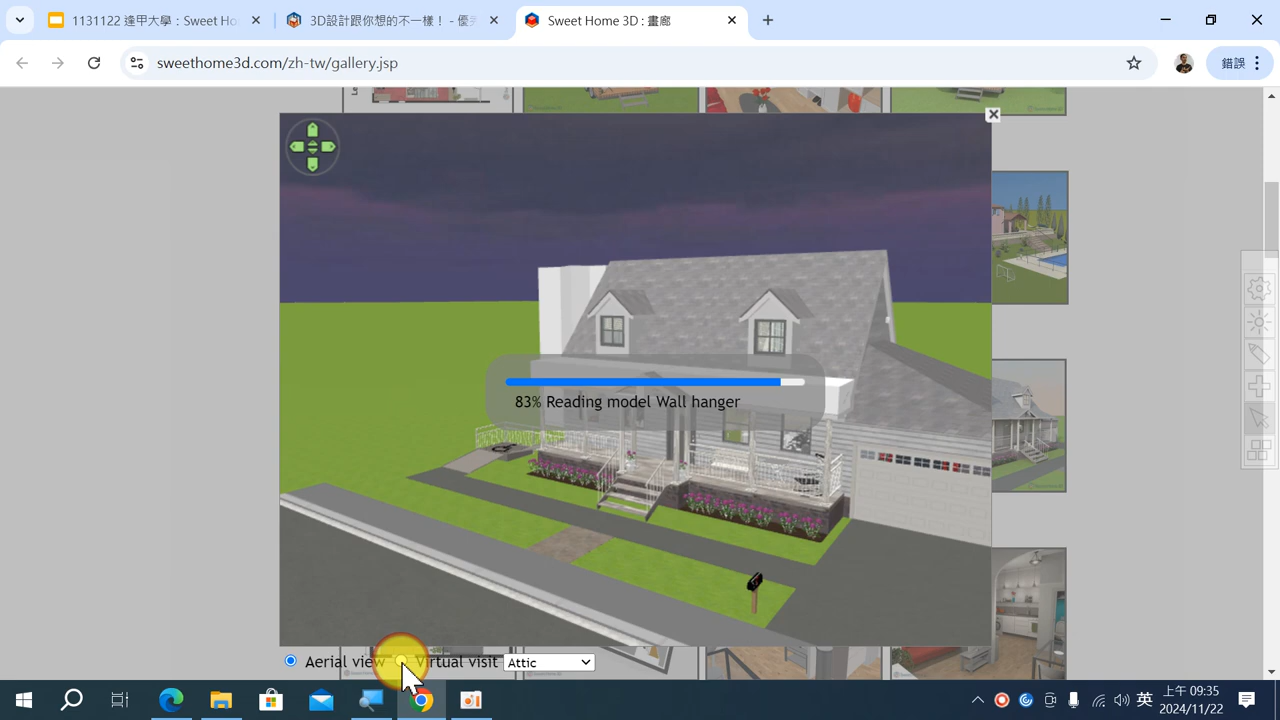 1131122 逢甲大學：Sweet Ho
3D設計跟你想的不一樣！ - 優秀
Sweet Home 3D : 畫廊
sweethome3d.com/zh-tw/gallery.jsp
錯誤
83% Reading model Wall hanger
Aerial view
Virtual visit
Attic
英
上午 09:35
2024/11/22